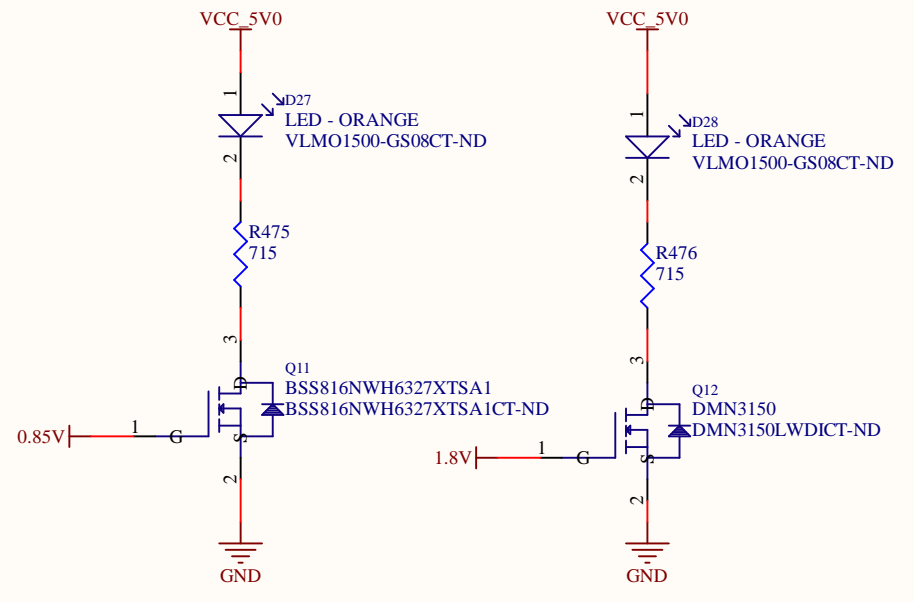 VCC_5V0
1
D27
LED - ORANGE
VLMO1500-GS08CT-ND
2
R475
715
3
Q11
D
BSS816NWH6327XTSA1
BSS816NWH6327XTSA1CT-ND
0.85V
1
G
S
2
GND
VCC_5V0
1
D28
LED - ORANGE
VLMO1500-GS08CT-ND
2
R476
715
3
Q12
D
DMN3150
DMN3150LWDICT-ND
1.8V
1
G
S
2
GND